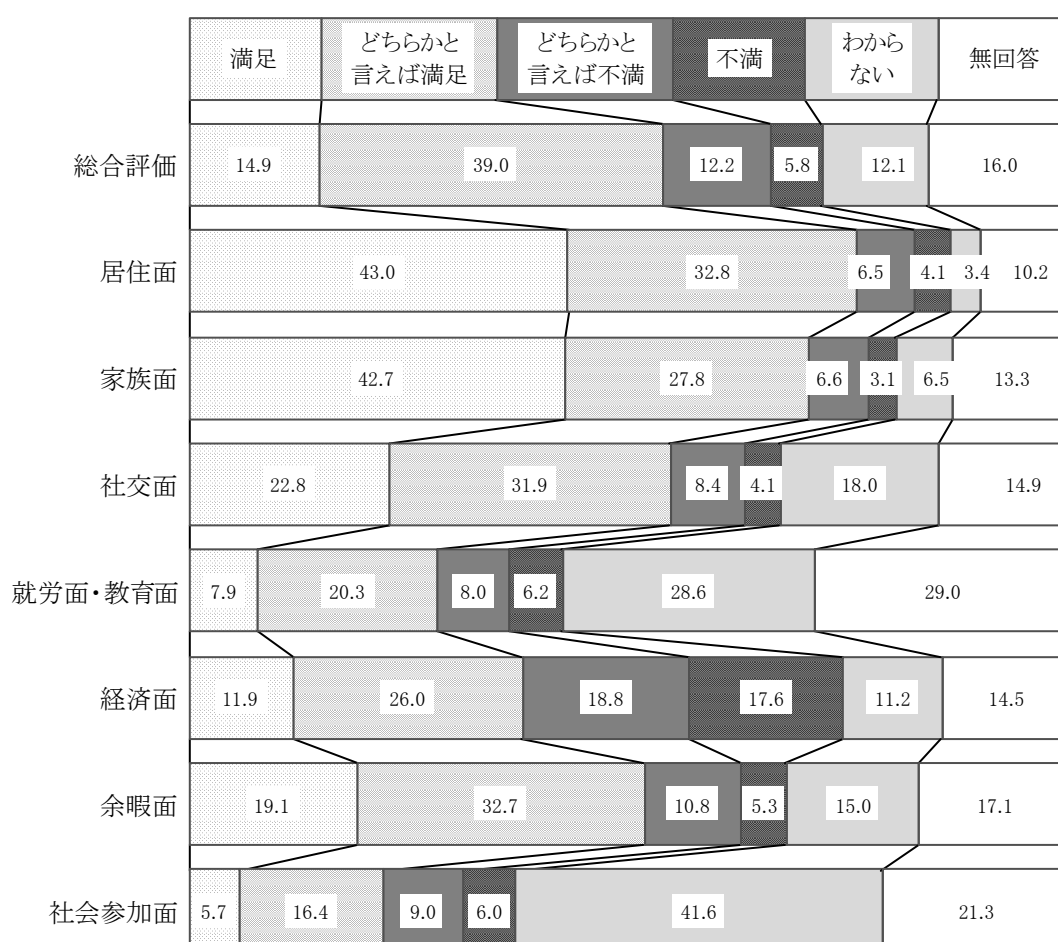 満足
どちらかと
言えば満足
どちらかと
言えば不満
不満
わから
ない
無回答
総合評価 14.9 39.0 12.2 5.8 12.1 16.0
居住面 43.0 32.8 6.5 4.1 3.4 10.2
家族面 42.7 27.8 6.6 3.1 6.5 13.3
社交面 22.8 31.9 8.4 4.1 18.0 14.9
就労面・教育面 7.9 20.3 8.0 6.2 28.6 29.0
経済面 11.9 26.0 18.8 17.6 11.2 14.5
余暇面 19.1 32.7 10.8 5.3 15.0 17.1
社会参加面 5.7 16.4 9.0 6.0 41.6 21.3